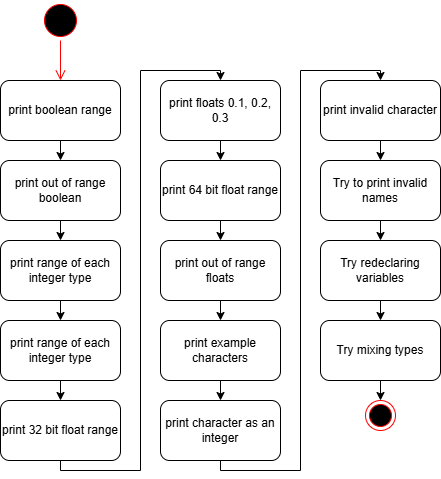 print boolean range
print out of range
boolean
print range of each
integer type
print range of each
integer type
print 32 bit float range
print floats 0.1, 0.2,
0.3
print 64 bit float range
print out of range
floats
print example
characters
print character as an
integer
print invalid character
Try to print invalid
names
Try redeclaring
variables
Try mixing types